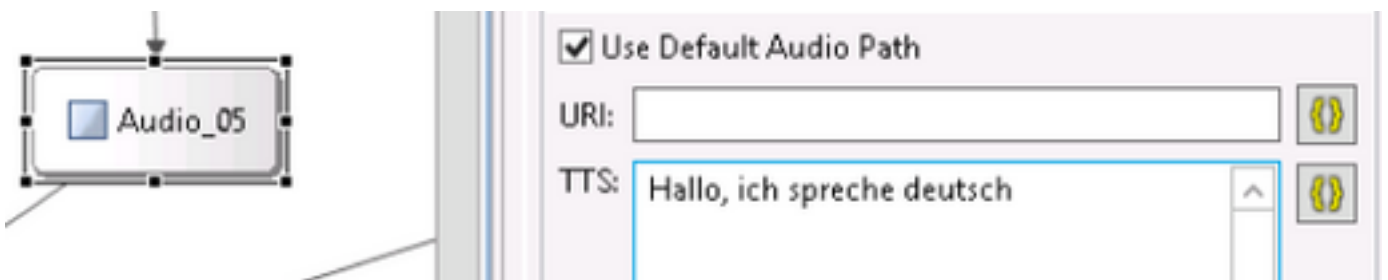 Use Default Audio Path
Audio_05
URI:
TTS: Hallo, ich spreche deutsch